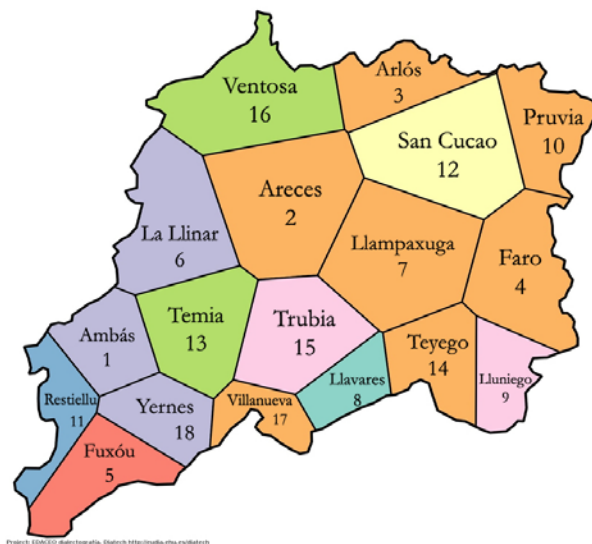 Arlós
3
Ventosa
16
Pruvia
10
San Cucao
12
Areces
2
La Llinar
6
Llampaxuga
7
Faro
4
Temia
13
Trubia
15
Ambás
1
Teyego
14
Lluniego
9
Llavares
8
Restiellu
11
Yernes
18
Villanueva
17
Fuxóu
5